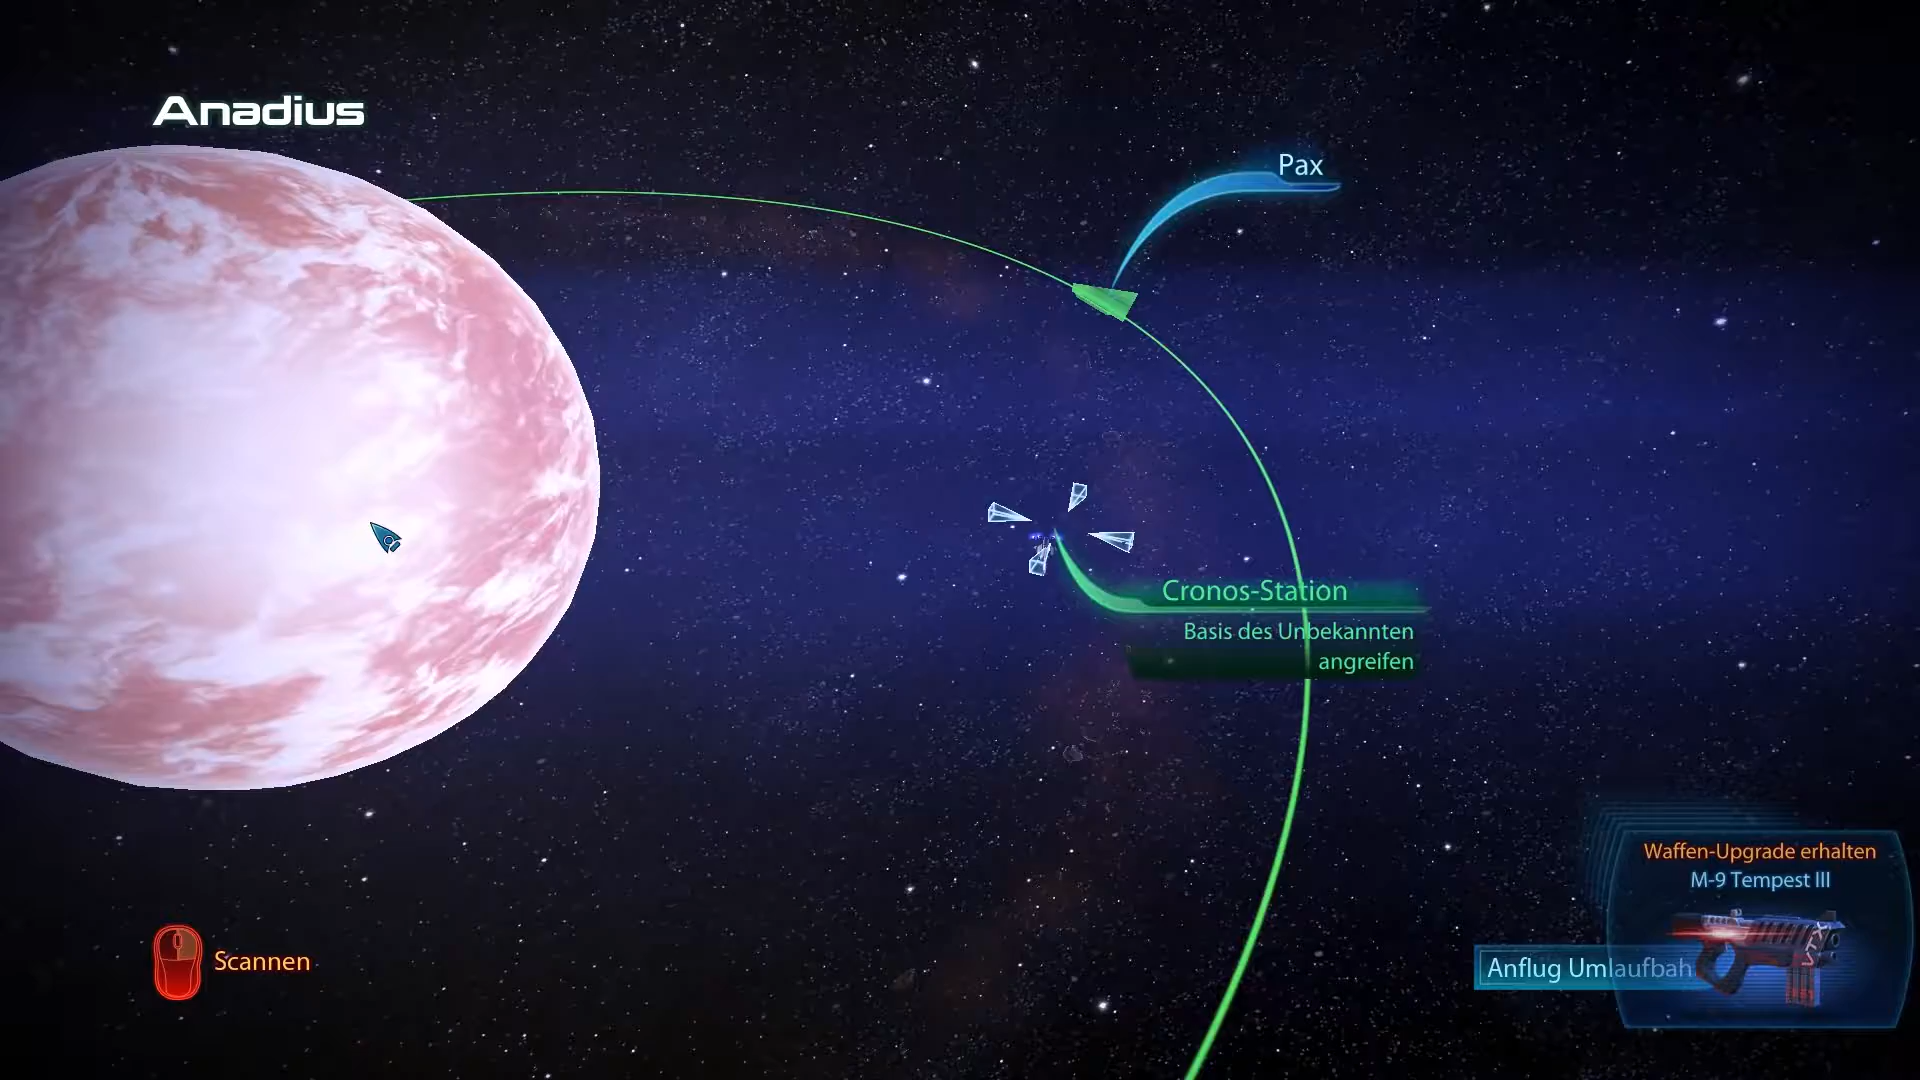 Anadius
Pax
Cronos-Station
Basis des Unbekannten
angreifen
Waffen-Upgrade erhalten
M-9 Tempest III
Scannen
Anflug Umlaufbah